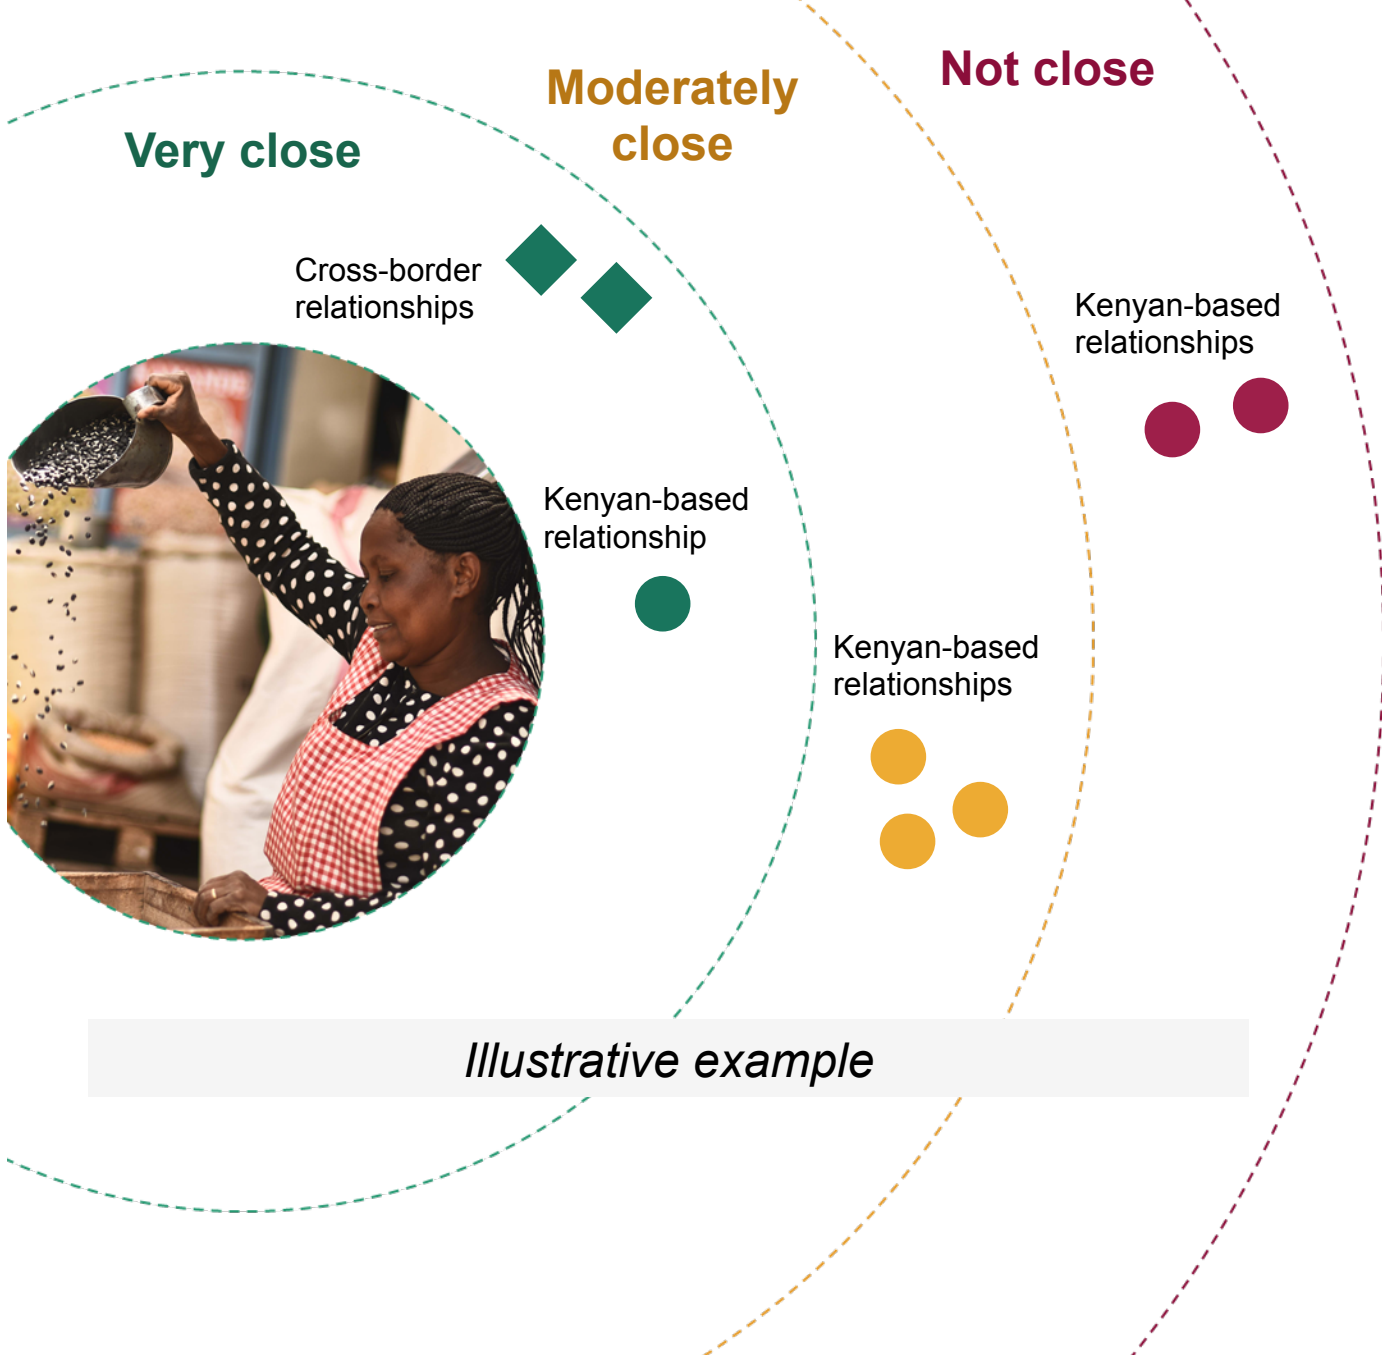 Very close
Moderately
close
Not close
Cross-border
relationships
Kenyan-based
relationship
Kenyan-based
relationships
Kenyan-based
relationships
Illustrative example